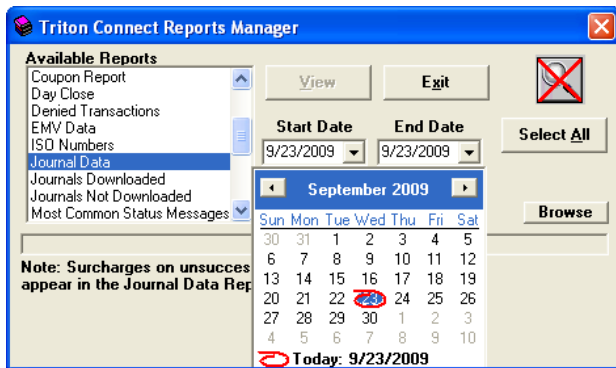 Triton Connect Reports Manager
Available Reports
Coupon Report
Day Close
Denied Transactions
EMV Data
ISO Numbers
Journal Data
Journals Downloaded
Journals Not Downloaded
Most Common Status Messages
View
Exit
Start Date
End Date
9/23/2009
9/23/2009
Select All
Browse
September 2009
Sun Mon Tue Wed Thu Fri Sat
30 31 1 2 3 4 5
6 7 8 9 10 11 12
13 14 15 16 17 18 19
20 21 22 23 24 25 26
27 28 29 30 1 2 3
4 5 6 7 8 9 10
Today: 9/23/2009
Note: Surcharges on unsucces
appear in the Journal Data Rep